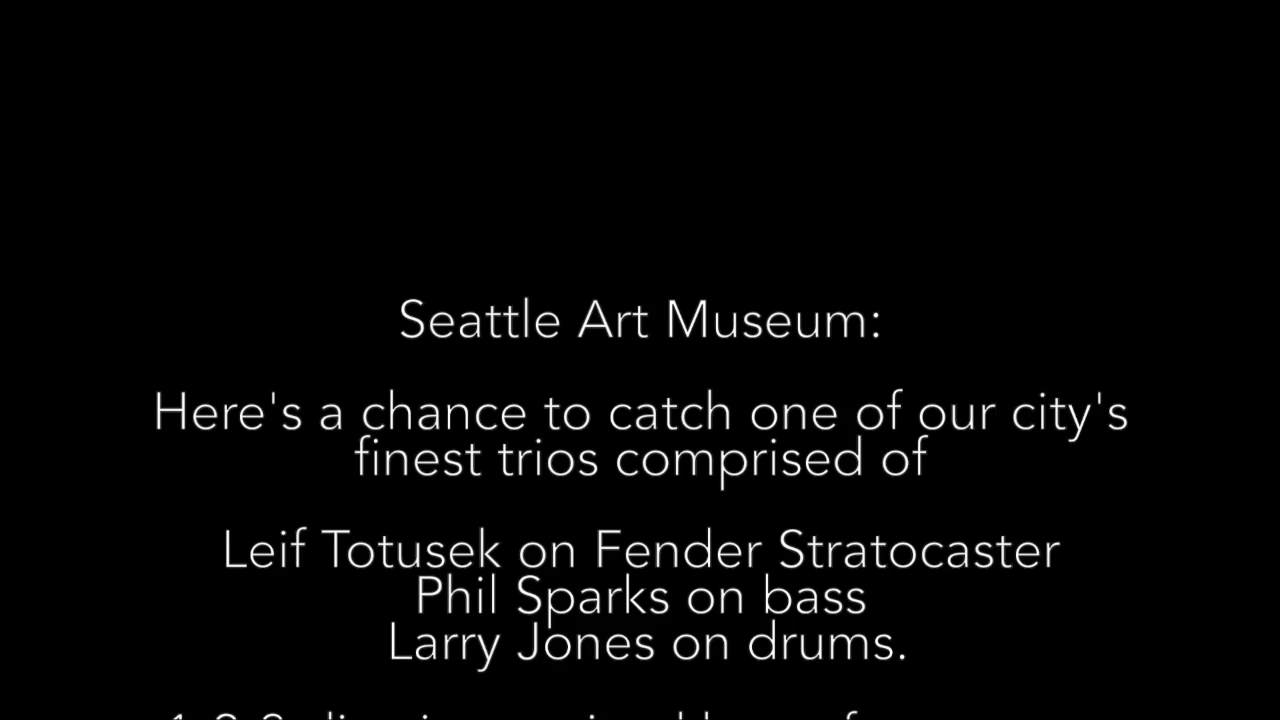 Seattle Art Museum:
Here's a chance to catch one of our city's
finest trios comprised of
Leif Totusek on Fender Stratocaster
Phil Sparks on bass
Larry Jones on drums.